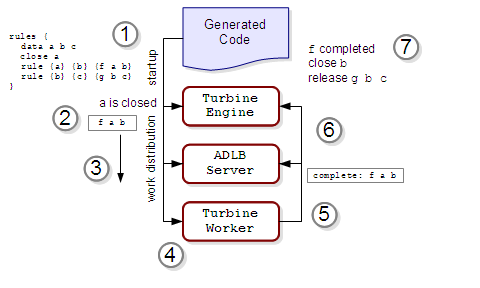 1
rules {
data a b c
close a
rule {a} {b} {f a b}
rule {b} {c} {g b c}
}
Generated
Code
startup
7
f completed
close b
release g b c
a is closed
2
f a b
3
work distribution
Turbine
Engine
6
ADLB
Server
complete: f a b
Turbine
Worker
5
4